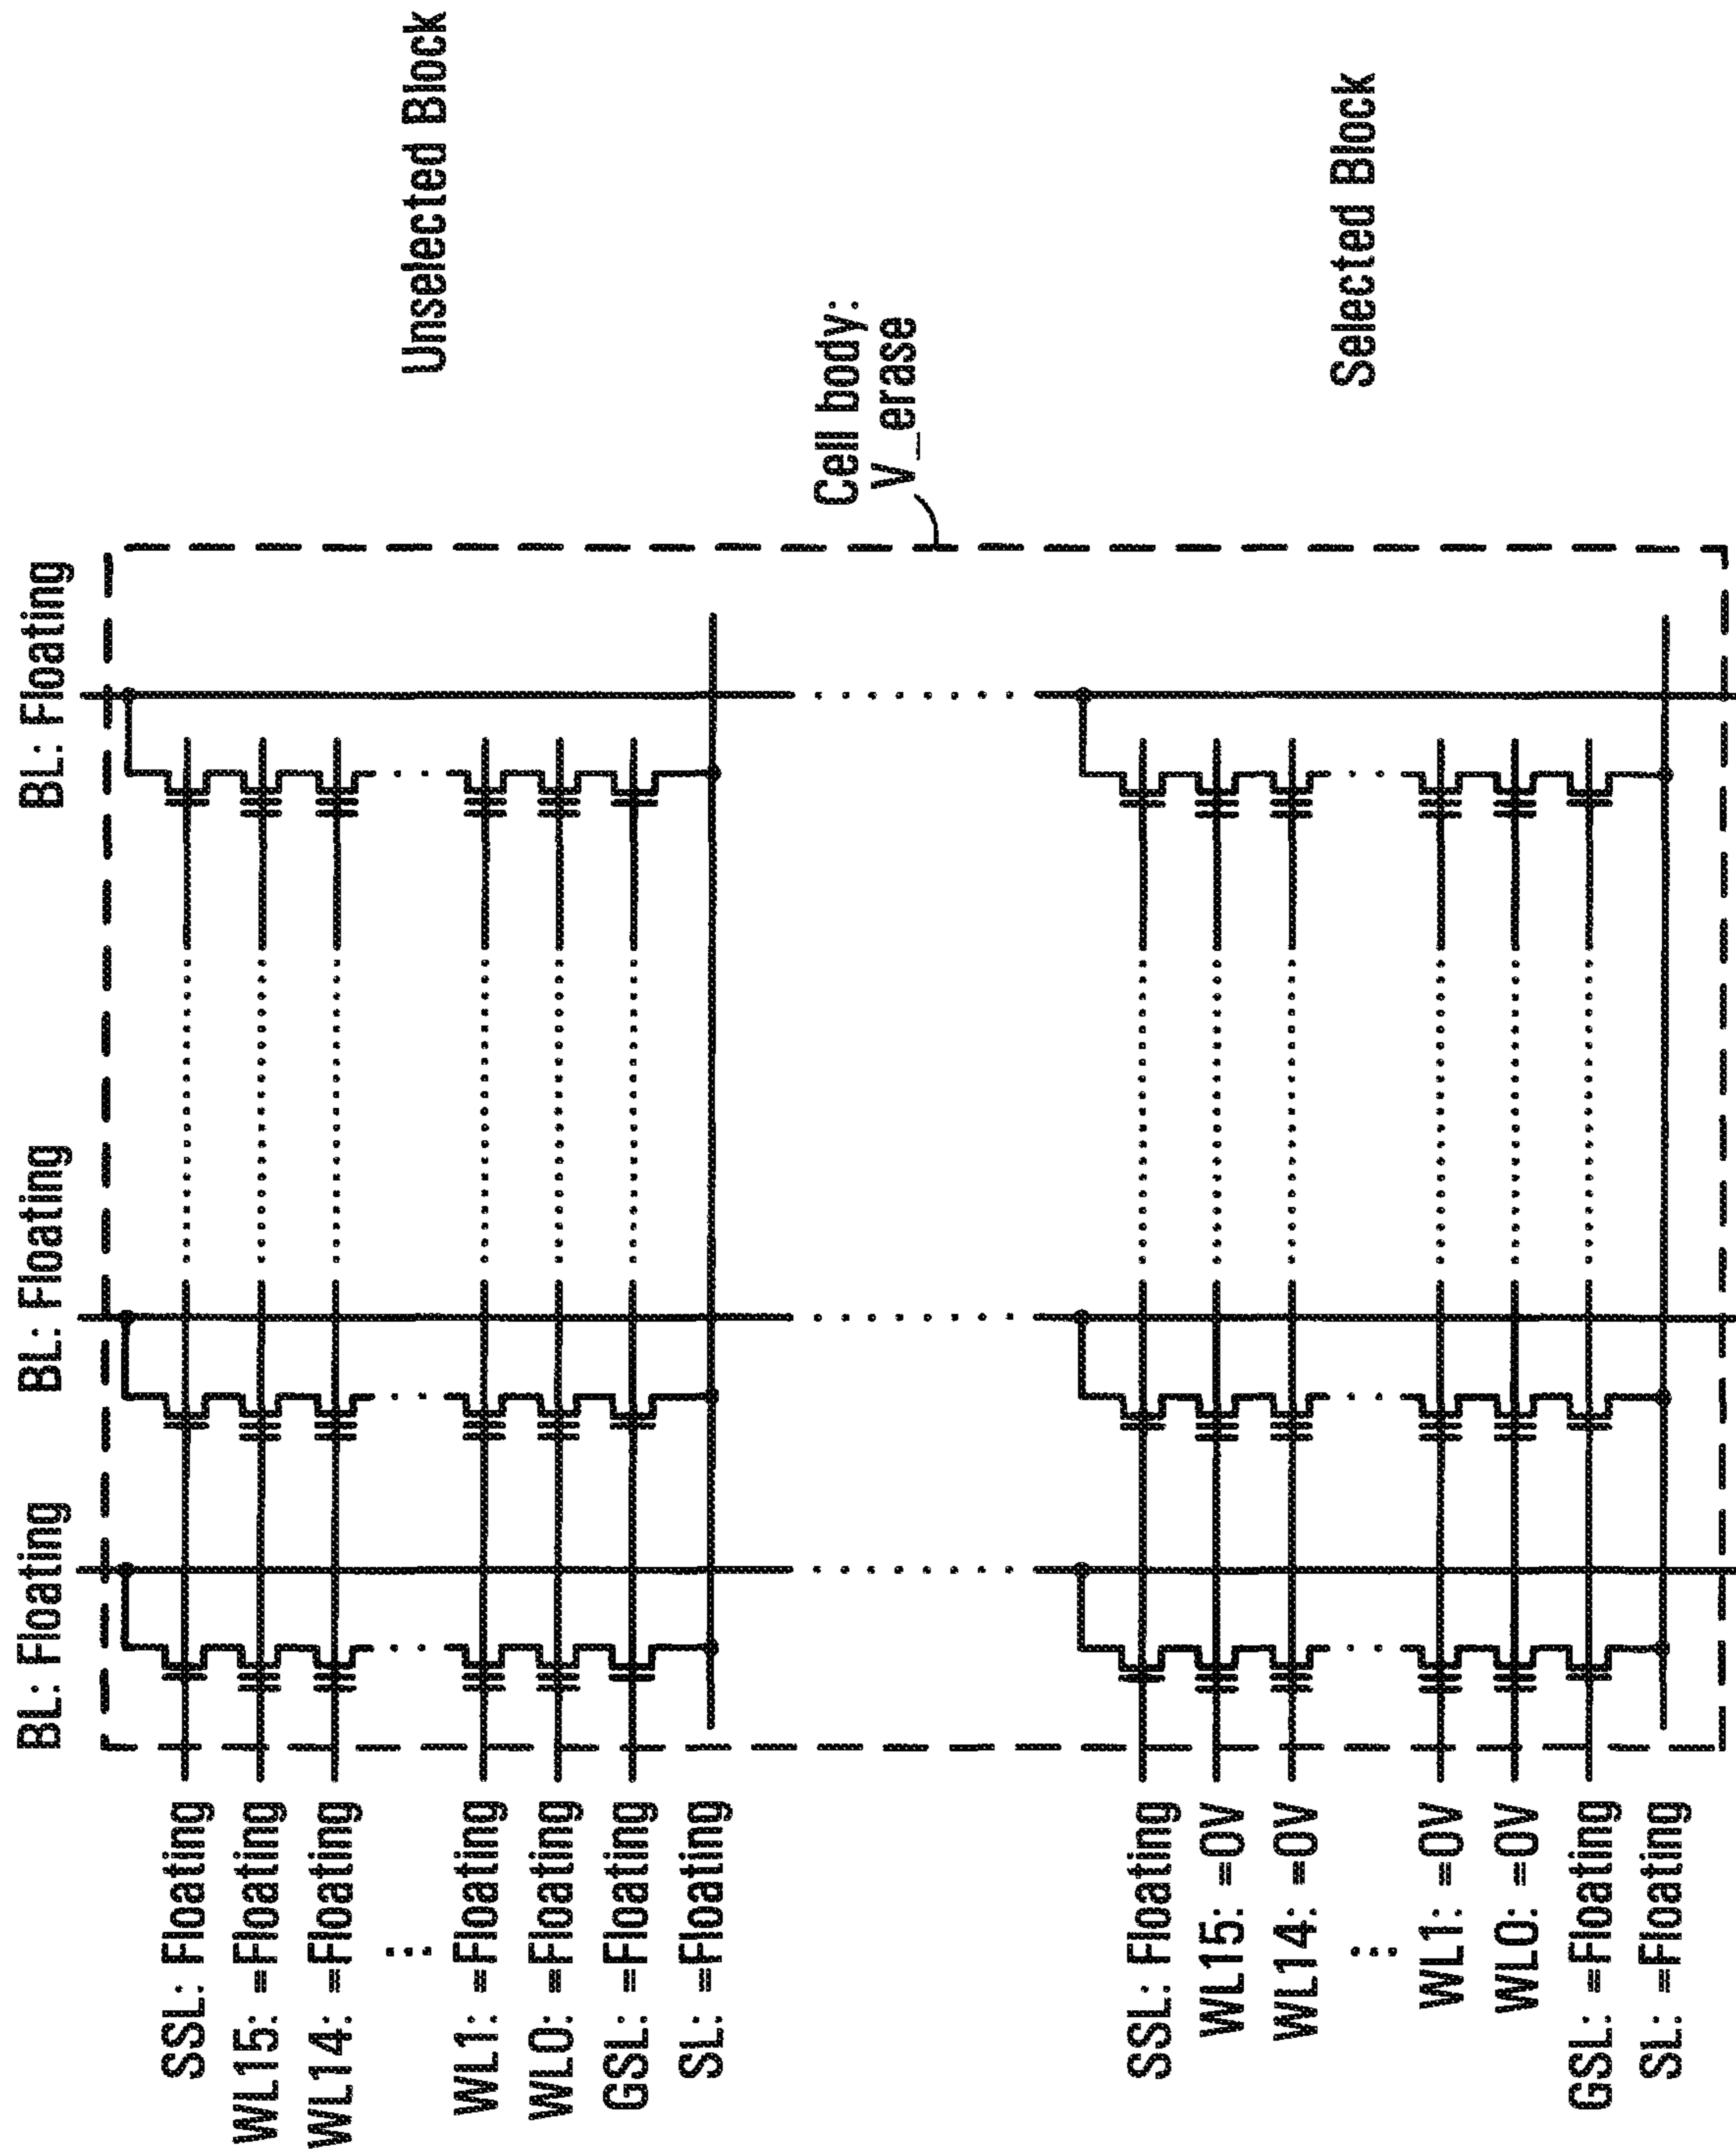 BL: Floating
BL: Floating
BL: Floating
SSL: Floating
WL15: =Floating
WL14: =Floating
WL1: =Floating
WL0: =Floating
GSL: =Floating
SL: =Floating
Unselected Block
Cell body:
V_erase
SSL: Floating
WL15: =0V
WL14: =0V
WL1: =0V
WL0: =0V
GSL: =Floating
SL: =Floating
Selected Block